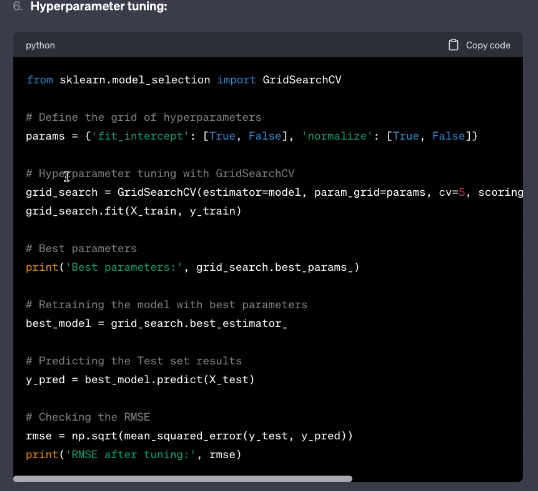 6. Hyperparameter tuning:
python
Copy code
from sklearn.model_selection import GridSearchCV
# Define the grid of hyperparameters
params = {'fit_intercept': [True, False], 'normalize': [True, False]}
# Hyperparameter tuning with GridSearchCV
grid_search = GridSearchCV(estimator=model, param_grid=params, cv=5, scoring
grid_search.fit(X_train, y_train)
# Best parameters
print('Best parameters:', grid_search.best_params_)
# Retraining the model with best parameters
best_model = grid_search.best_estimator_
# Predicting the Test set results
y_pred = best_model.predict(X_test)
# Checking the RMSE
rmse = np.sqrt(mean_squared_error(y_test, y_pred))
print('RMSE after tuning:', rmse)